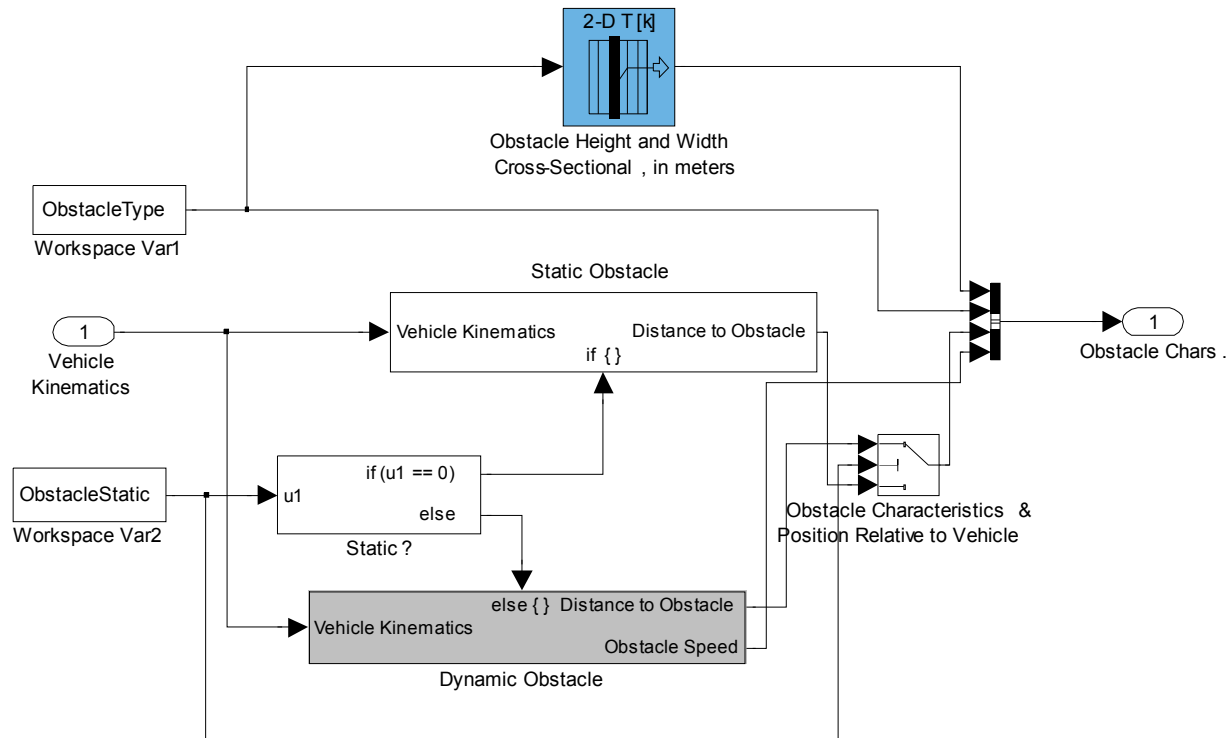 2-D T[k]
Obstacle Height and Width
Cross-Sectional , in meters
ObstacleType
Workspace Var1
Static Obstacle
Vehicle Kinematics
Distance to Obstacle
if { }
1
Vehicle
Kinematics
1
Obstacle Chars .
ObstacleStatic
Workspace Var2
u1
if (u1 == 0)
else
Static ?
Obstacle Characteristics &
Position Relative to Vehicle
else { } Distance to Obstacle
Vehicle Kinematics
Obstacle Speed
Dynamic Obstacle